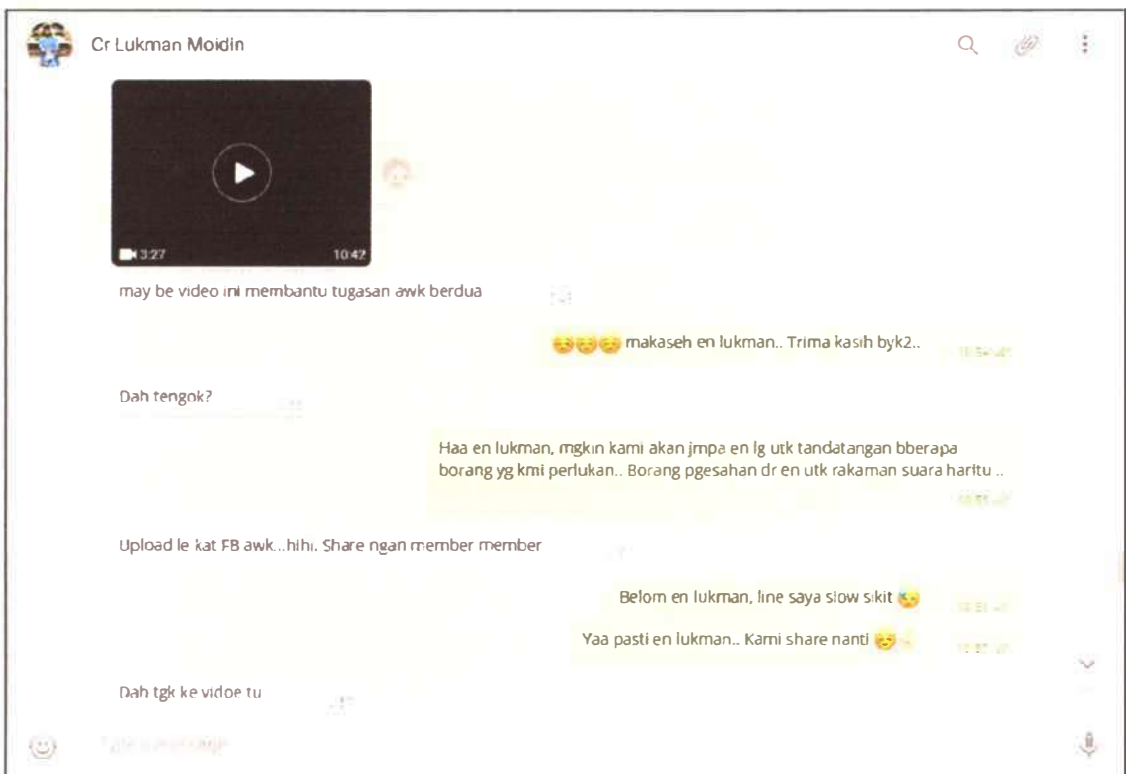 Cr Lukman Moidin
3:27
10:42
may be video ini membantu tugasan awk berdua
makaseh en lukman.. Trima kasih byk2..
Dah tengok?
Haa en lukman, mgkin kami akan jmpa en lg utk tandatangan bberapa
borang yg kmi perlukan.. Borang pgesahan dr en utk rakaman suara haritu ..
Upload le kat FB awk...hihi. Share ngan member member
Belom en lukman, line saya slow sikit
Yaa pasti en lukman.. Kami share nanti
Dah tgk ke vidoe tu
Type a message